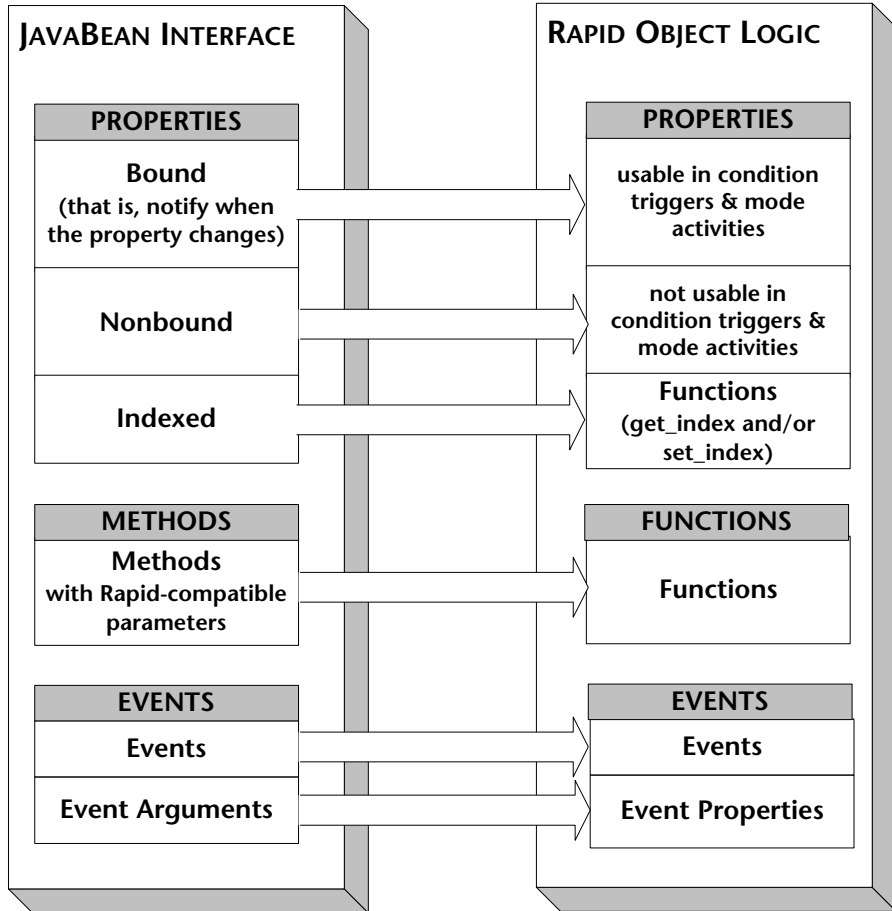 JAVABEAN INTERFACE
PROPERTIES
Bound
(that is, notify when
the property changes)
Nonbound
Indexed
METHODS
Methods
with Rapid-compatible
parameters
EVENTS
Events
Event Arguments
RAPID OBJECT LOGIC
PROPERTIES
usable in condition
triggers & mode
activities
not usable in
condition triggers &
mode activities
Functions
(get_index and/or
set_index)
FUNCTIONS
Functions
EVENTS
Events
Event Properties